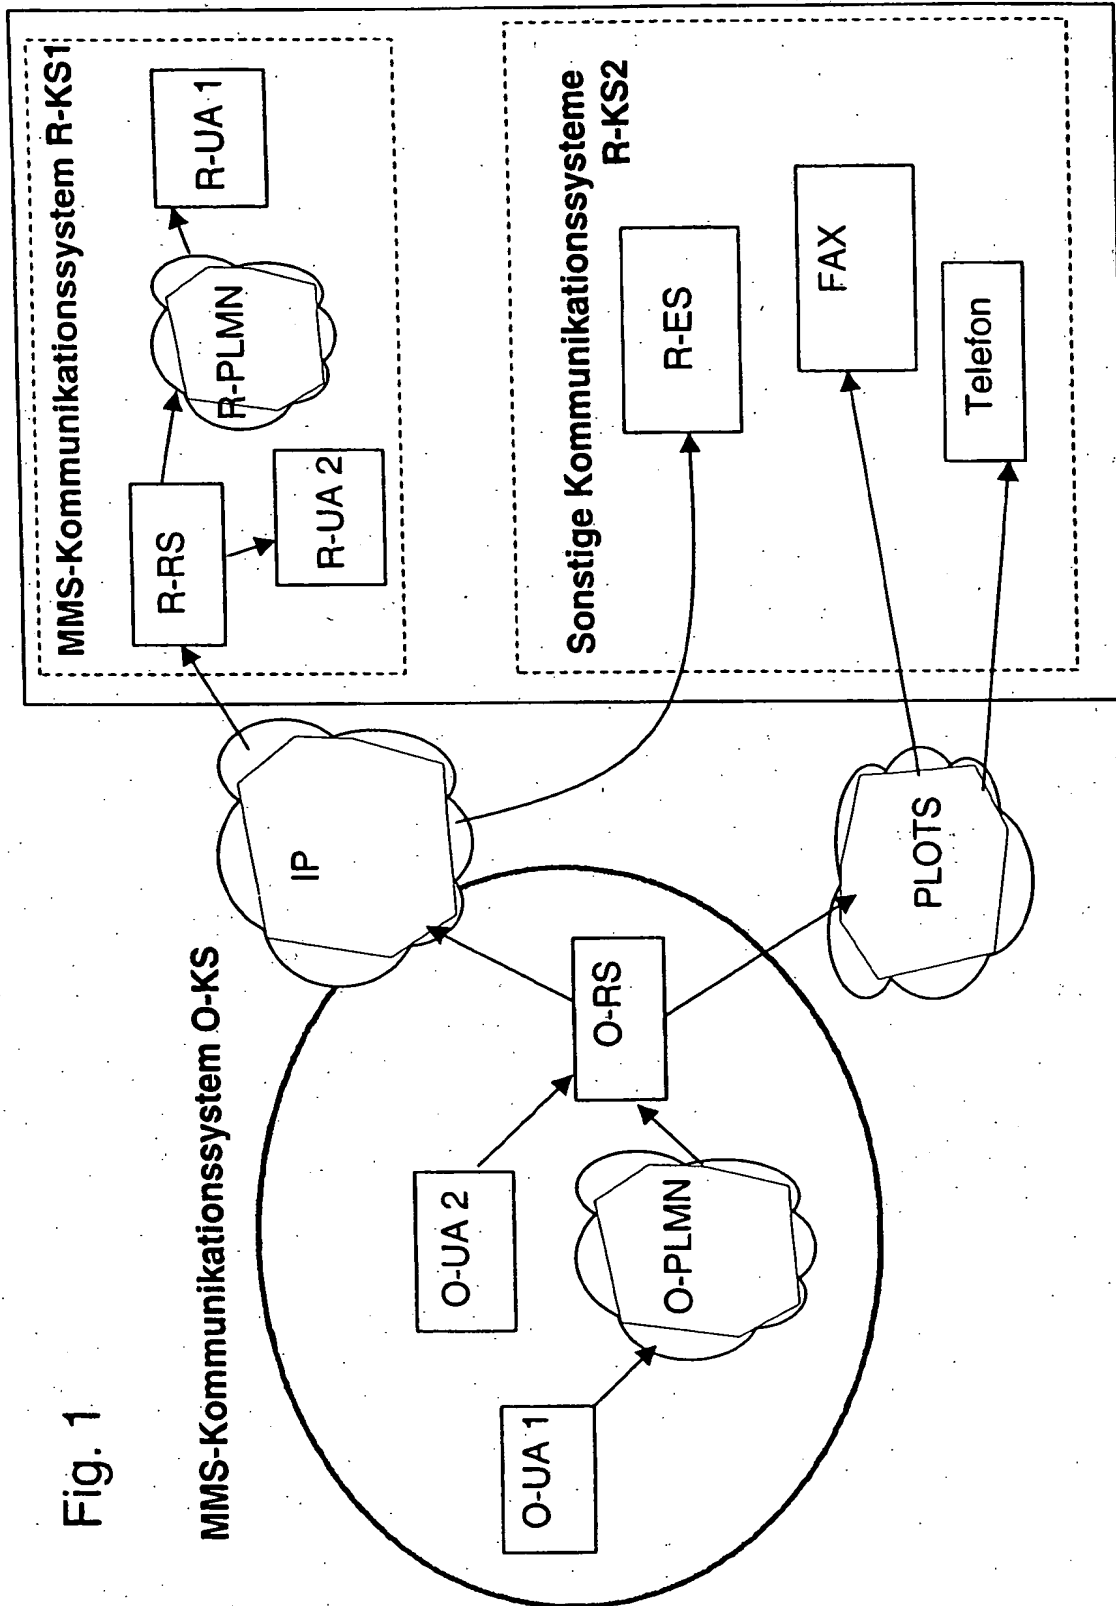 Fig. 1
MMS-Kommunikationssystem O-KS
O-UA 1
O-UA 2
O-PLMN
O-RS
IP
PLOTS
MMS-Kommunikationssystem R-KS1
R-RS
R-UA 2
R-PLMN
R-UA 1
Sonstige Kommunikationssysteme
R-KS2
R-ES
FAX
Telefon